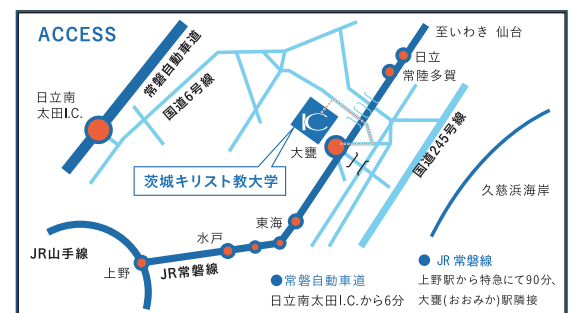 ACCESS
至いわき 仙台
日立
常陸多賀
常磐自動車道
国道6号線
日立南
太田I.C.
IC
大甕
国道245号線
茨城キリスト教大学
久慈浜海岸
東海
水戸
JR山手線
上野
JR常磐線
●常磐自動車道
日立南太田I.C.から6分
● JR 常磐線
上野駅から特急にて90分、
大甕(おおみか)駅隣接